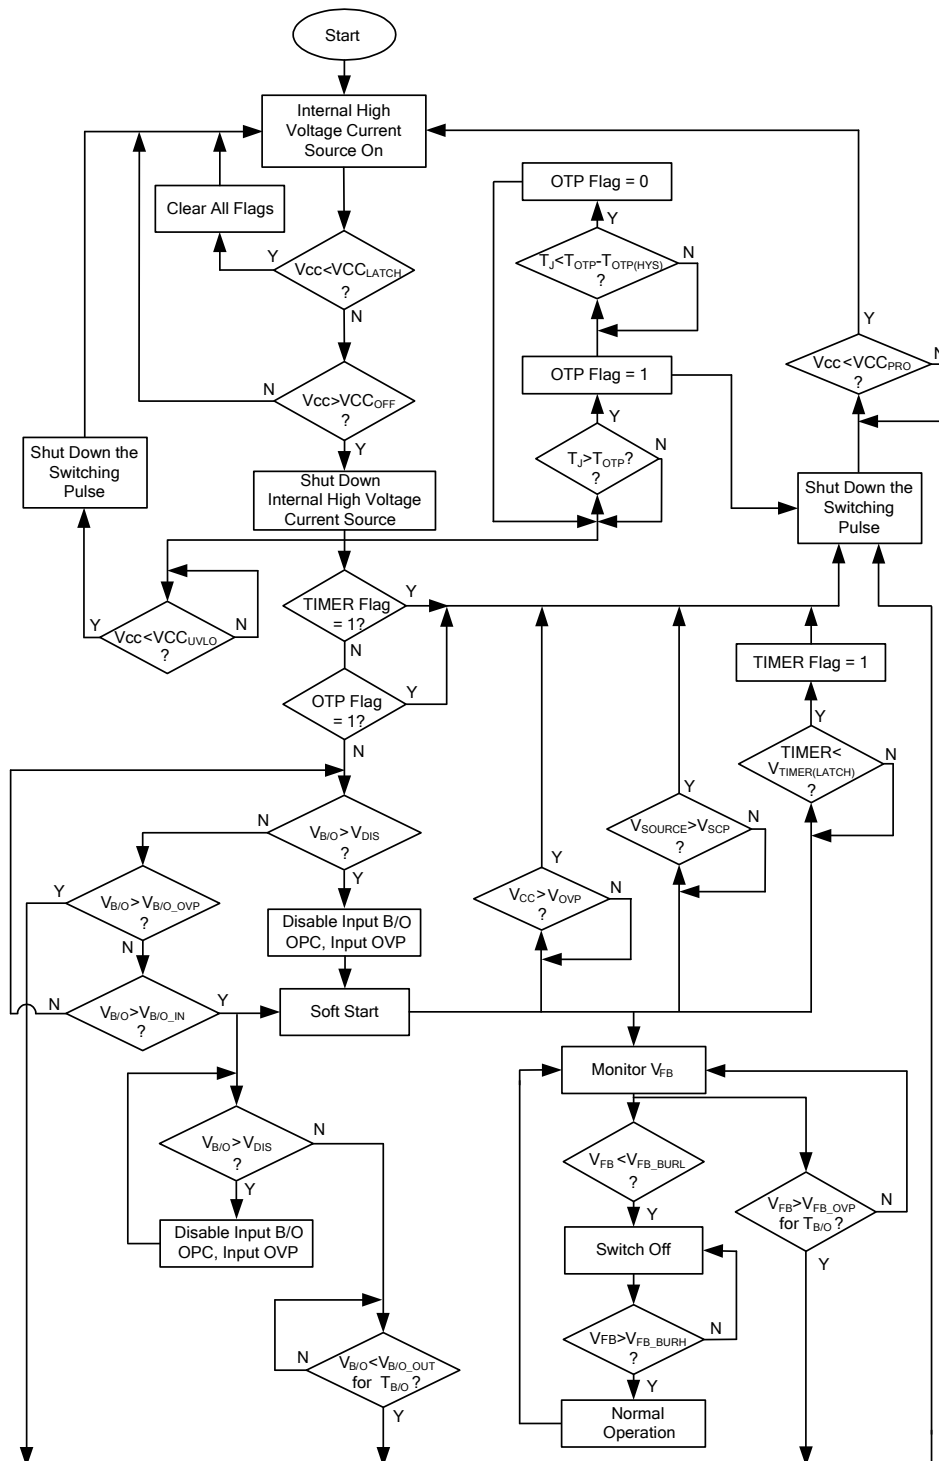 Start
Internal High
Voltage Current
Source On
Clear All Flags
Y
Vcc<VCCLATCH
?
N
N
Vcc>VCCOFF
?
Y
Shut Down the
Switching
Pulse
Shut Down
Internal High Voltage
Current Source
Y
Vcc<VCCUVLO
?
N
OTP Flag = 0
Y
TJ<TOTP-TOTP(HYS)
?
N
OTP Flag = 1
Y
TJ>TOTP?
?
N
Y
Vcc<VCCPRO
?
N
Shut Down the
Switching
Pulse
TIMER Flag
= 1?
Y
N
OTP Flag
= 1?
Y
N
TIMER Flag = 1
Y
TIMER<
VTIMER(LATCH)
?
N
Y
VSOURCE>VSCP
?
N
Y
VCC>VOVP
?
N
N
VB/O>VDIS
?
Y
Disable Input B/O
OPC, Input OVP
Y
VB/O>VB/O_OVP
?
N
N
VB/O>VB/O_IN
?
Y
Soft Start
Monitor VFB
VB/O>VDIS
?
N
Y
Disable Input B/O
OPC, Input OVP
VFB<VFB_BURL
?
Y
Switch Off
VFB>VFB_BURH
?
N
Y
Normal
Operation
VFB>VFB_OVP
for TB/O?
N
Y
VB/O<VB/O_OUT
for TB/O?
N
Y